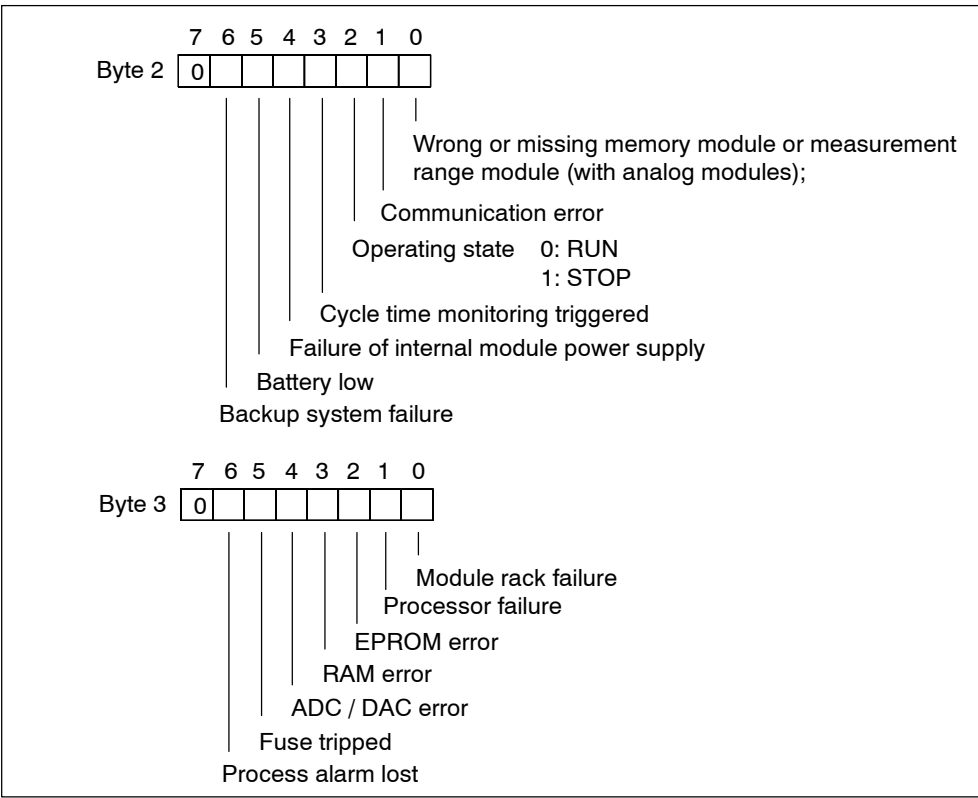 7 6 5 4 3 2 1 0
Byte 2 0
Wrong or missing memory module or measurement
range module (with analog modules);
Communication error
Operating state 0: RUN
1: STOP
Cycle time monitoring triggered
Failure of internal module power supply
Battery low
Backup system failure
7 6 5 4 3 2 1 0
Byte 3 0
Module rack failure
Processor failure
EPROM error
RAM error
ADC / DAC error
Fuse tripped
Process alarm lost